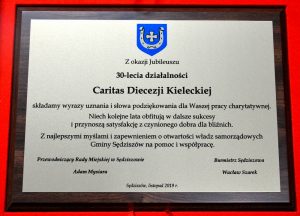 Z okazji Jubileuszu
30-lecia działalności
Caritas Diecezji Kieleckiej
składamy wyrazy uznania i słowa podziękowania dla Waszej pracy charytatywnej.
Niech kolejne lata obfitują w dalsze sukcesy
i przynoszą satysfakcję z czynionego dobra dla bliźnich.
Z najlepszymi myślami i zapewnieniem o otwartości władz samorządowych
Gminy Sędziszów na pomoc i współpracę.
Przewodniczący Rady Miejskiej w Sędziszowie
Burmistrz Sędziszowa
Adam Mysiara
Wacław Szarek
Sędziszów, listopad 2019 r.